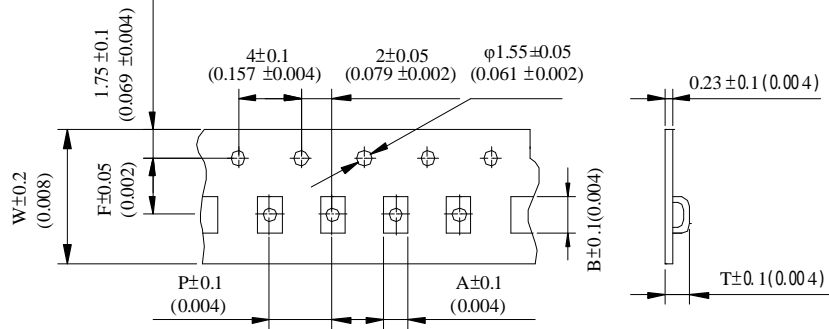 1.75 ±0.1
(0.069 ±0.004)
4±0.1
(0.157 ±0.004)
2±0.05
(0.079 ±0.002)
φ1.55±0.05
(0.061 ±0.002)
0.23±0.1(0.004)
W±0.2
(0.008)
F±0.05
(0.002)
B±0.1(0.004)
P±0.1
(0.004)
A±0.1
(0.004)
T±0.1(0.004)